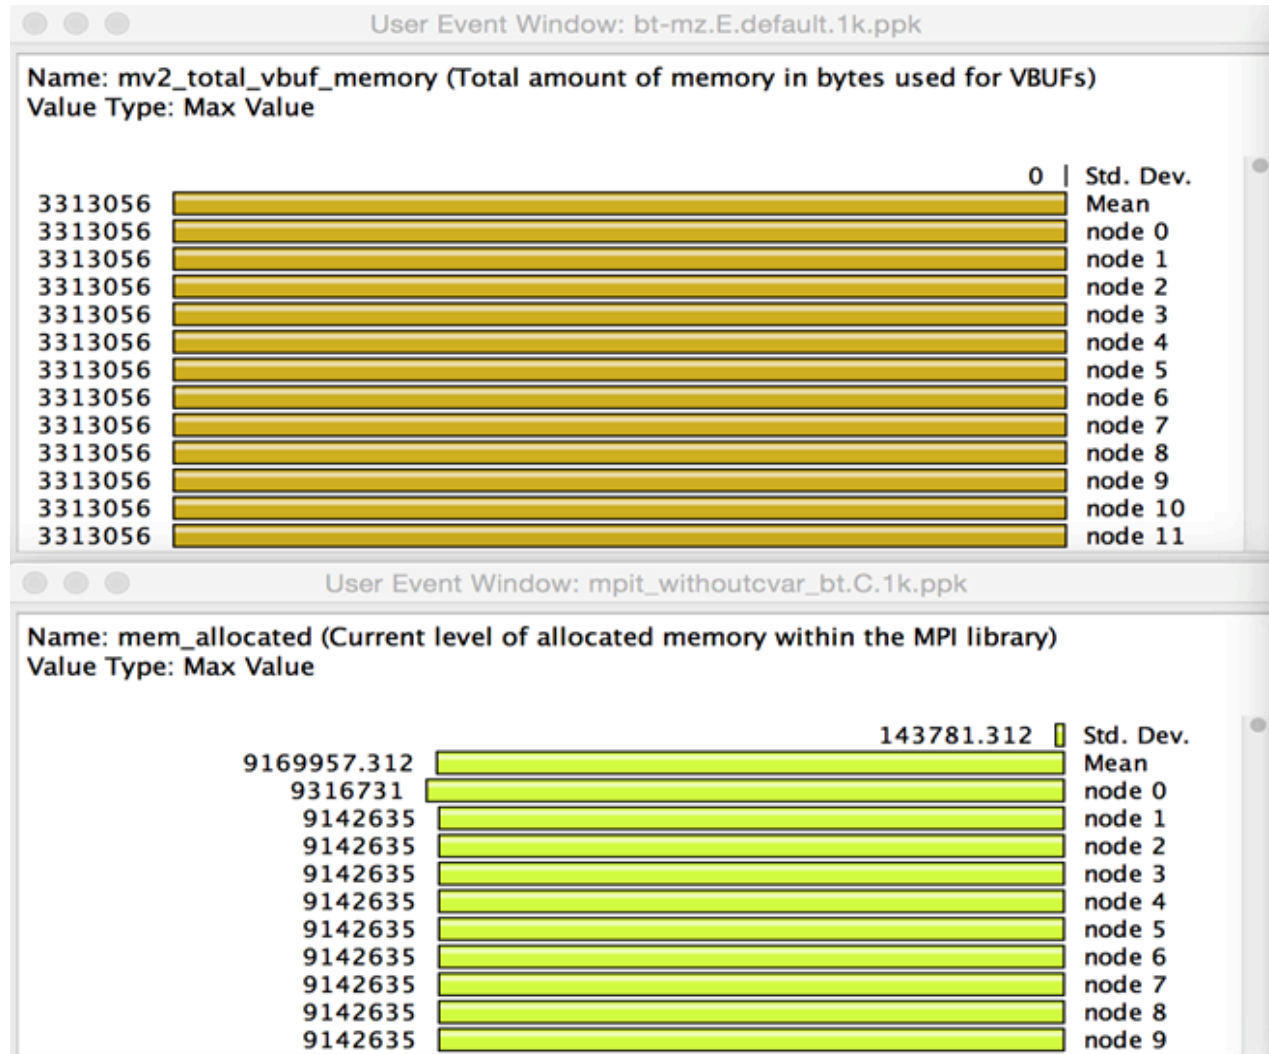 User Event Window: bt-mz.E.default.1k.ppk
Name: mv2_total_vbuf_memory (Total amount of memory in bytes used for VBUFs)
Value Type: Max Value
0 Std. Dev.
3313056 Mean
3313056 node 0
3313056 node 1
3313056 node 2
3313056 node 3
3313056 node 4
3313056 node 5
3313056 node 6
3313056 node 7
3313056 node 8
3313056 node 9
3313056 node 10
3313056 node 11
User Event Window: mpit_withoutcvar_bt.C.1k.ppk
Name: mem_allocated (Current level of allocated memory within the MPI library)
Value Type: Max Value
143781.312 Std. Dev.
9169957.312 Mean
9316731 node 0
9142635 node 1
9142635 node 2
9142635 node 3
9142635 node 4
9142635 node 5
9142635 node 6
9142635 node 7
9142635 node 8
9142635 node 9